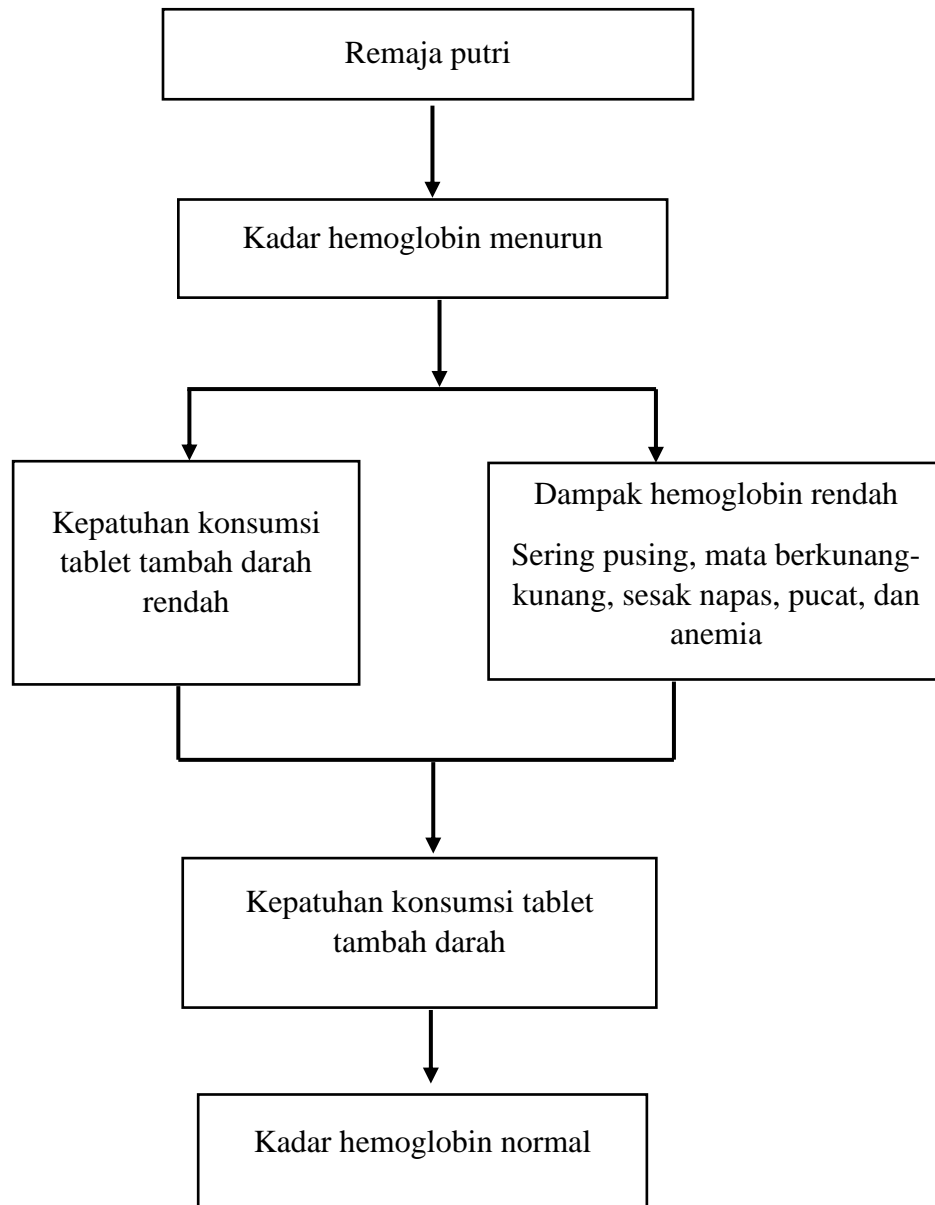 Remaja putri
Kadar hemoglobin menurun
Kepatuhan konsumsi
tablet tambah darah
rendah
Dampak hemoglobin rendah
Sering pusing, mata berkunang-
kunang, sesak napas, pucat, dan
anemia
Kepatuhan konsumsi tablet
tambah darah
Kadar hemoglobin normal